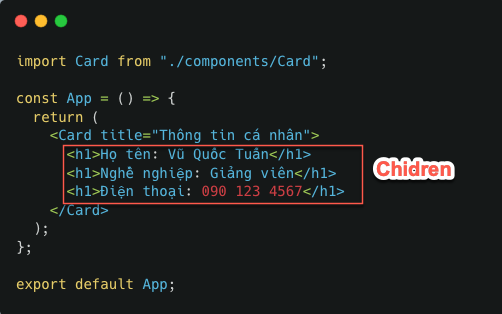 import Card from "./components/Card";
const App = () => {
return (
<Card title="Thông tin cá nhân">
<h1>Họ tên: Vũ Quốc Tuấn</h1>
<h1>Nghề nghiệp: Giảng viên</h1>
<h1>Điện thoại: 090 123 4567</h1>
Chidren
</Card>
);
};
export default App;